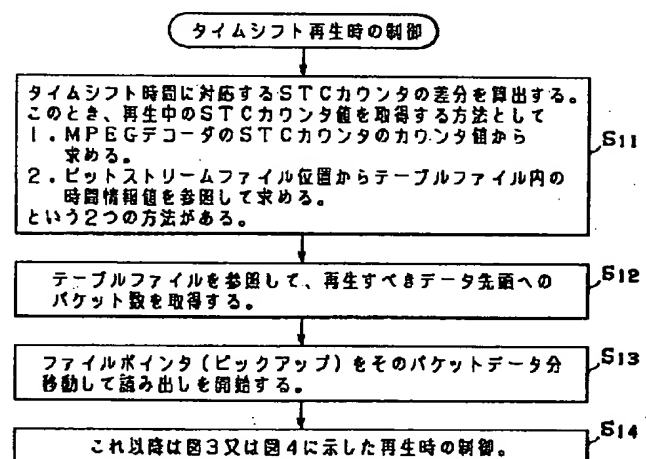 タイムシフト再生時の制御
タイムシフト時間に対応するSTCカウンタの差分を算出する。
このとき、再生中のSTCカウンタ値を取得する方法として
1．MPEGデコーダのSTCカウンタのカウンタ値から
求める。
2．ビットストリームファイル位置からテーブルファイル内の
時間情報値を参照して求める。
という2つの方法がある。
S11
テーブルファイルを参照して、再生すべきデータ先頭への
パケット数を取得する。
S12
ファイルポインタ（ピックアップ）をそのパケットデータ分
移動して読み出しを開始する。
S13
これ以降は図3又は図4に示した再生時の制御。
S14